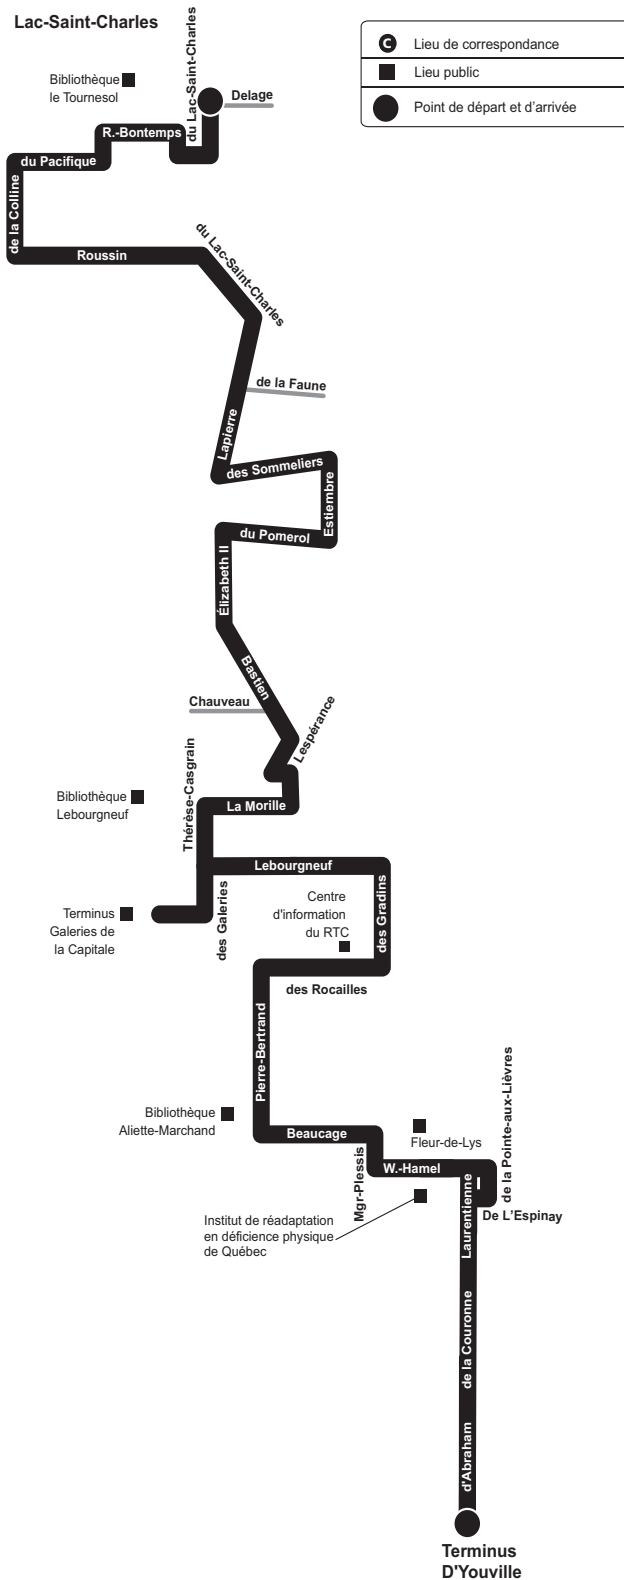 Lac-Saint-Charles
C Lieu de correspondance
Lieu public
Point de départ et d'arrivée
Bibliothèque
le Tournesol
du Lac-Saint-Charles
Delage
R.-Bontemps
du Pacifique
de la Colline
Roussin
du Lac-Saint-Charles
de la Faune
Lapierre
des Sommeliers
Estiembre
du Pomerol
Élizabeth II
Bastien
Chauveau
Lespérance
Thérèse-Casgrain
Bibliothèque
Lebourgneuf
La Morille
Lebourgneuf
Terminus
Galeries de
la Capitale
des Galeries
Centre
d'information
du RTC
des Gradins
des Rocailles
Pierre-Bertrand
Bibliothèque
Aliette-Marchand
Beaucage
Mgr-Plessis
Fleur-de-Lys
de la Pointe-aux-Lièvres
W.-Hamel
Laurentienne
De L'Espinay
Institut de réadaptation
en déficience physique
de Québec
de la Couronne
d'Abraham
Terminus
D'Youville